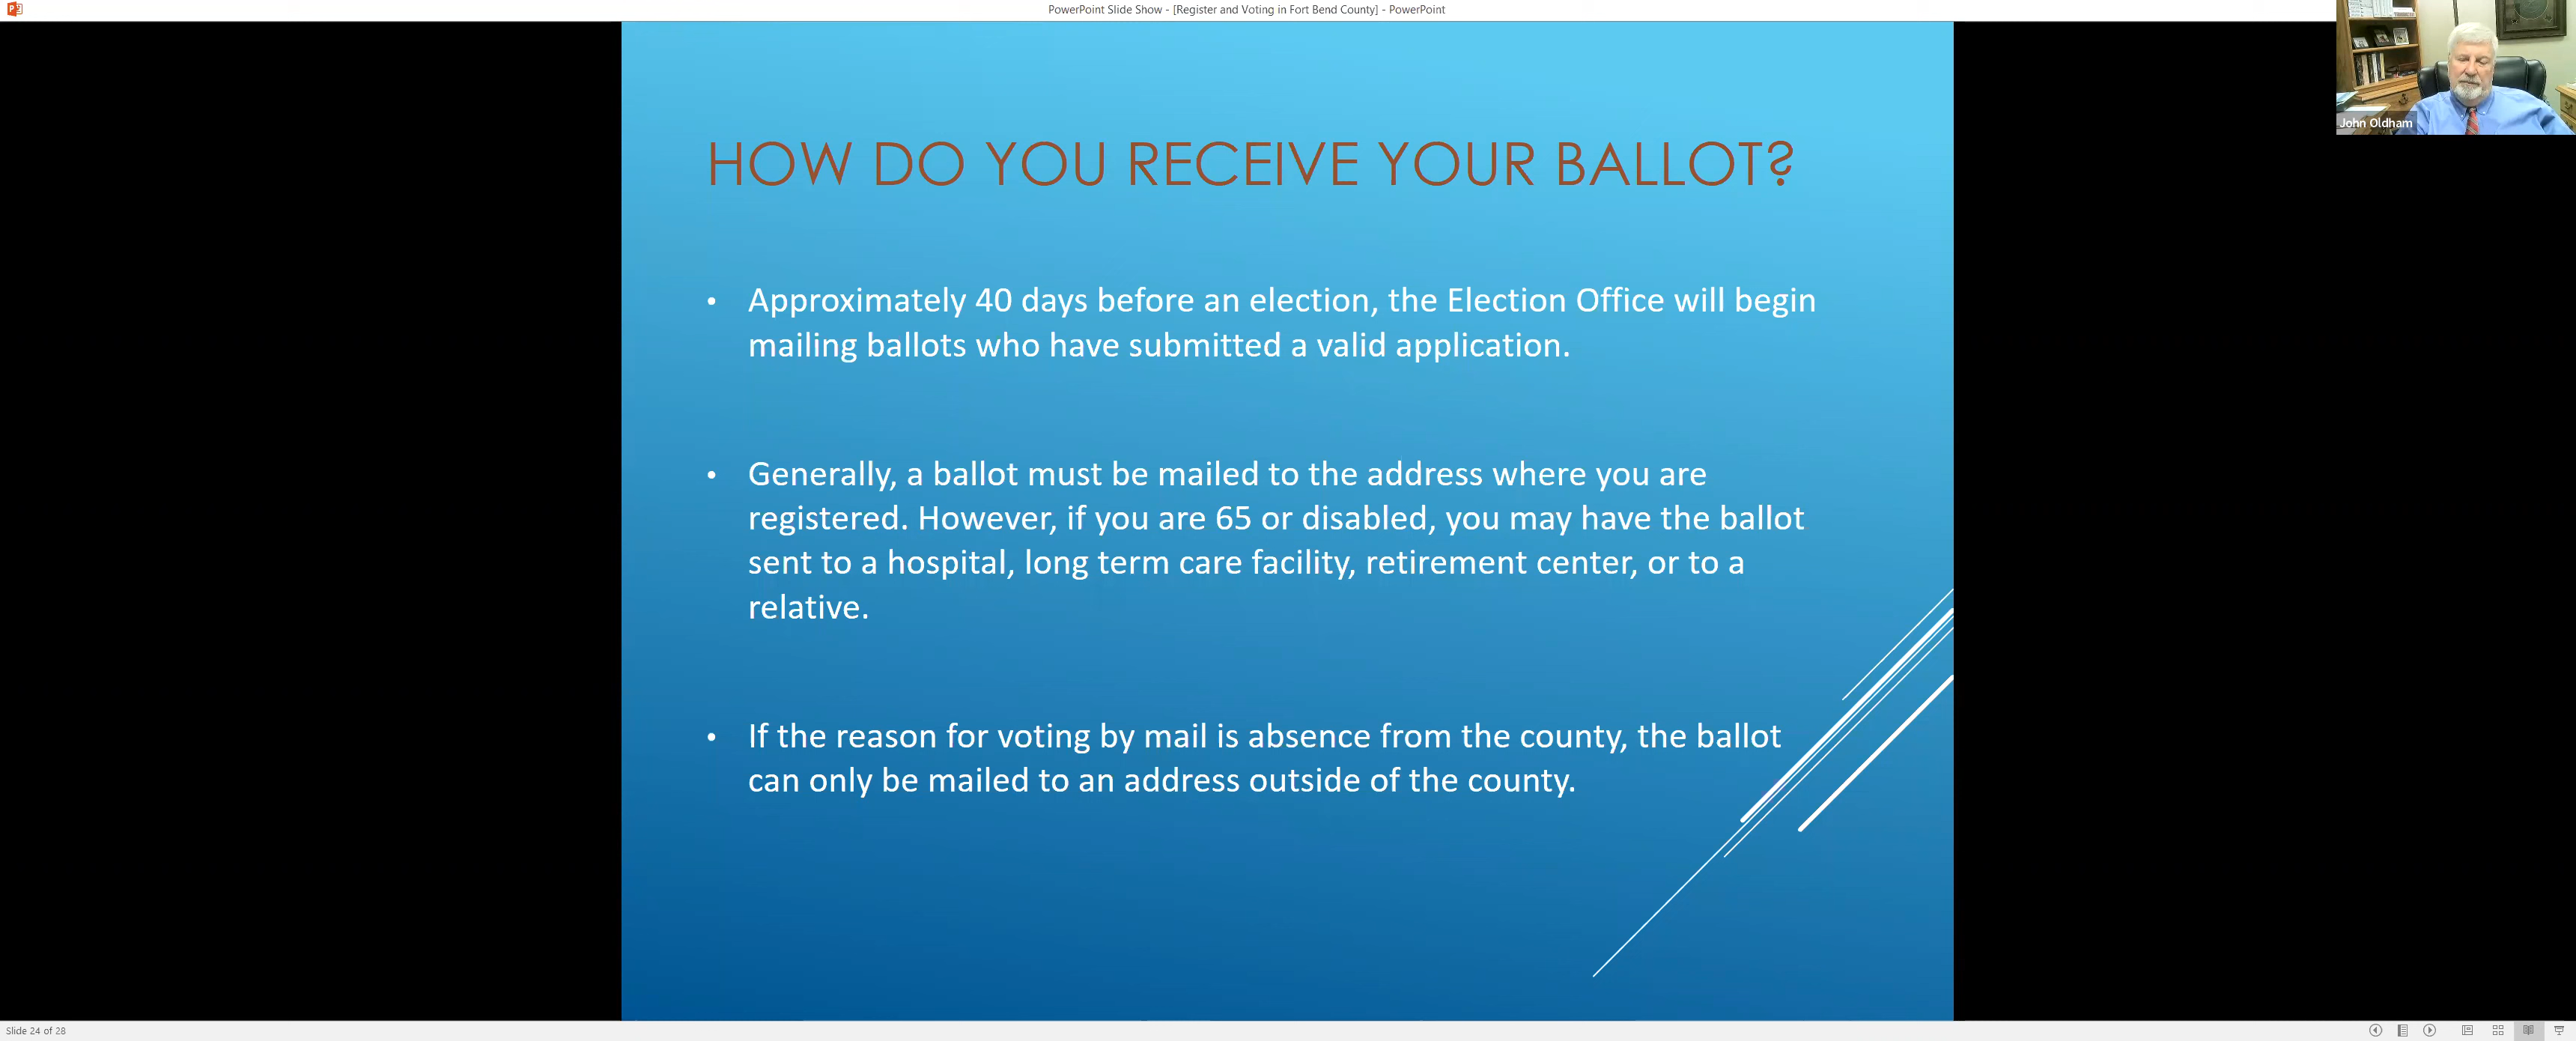 PowerPoint Slide Show - [Register and Voting in Fort Bend County] - PowerPoint
John Oldham
HOW DO YOU RECEIVE YOUR BALLOT?
• Approximately 40 days before an election, the Election Office will begin
mailing ballots who have submitted a valid application.
• Generally, a ballot must be mailed to the address where you are
registered. However, if you are 65 or disabled, you may have the ballot
sent to a hospital, long term care facility, retirement center, or to a
relative.
• If the reason for voting by mail is absence from the county, the ballot
can only be mailed to an address outside of the county.
Slide 24 of 28